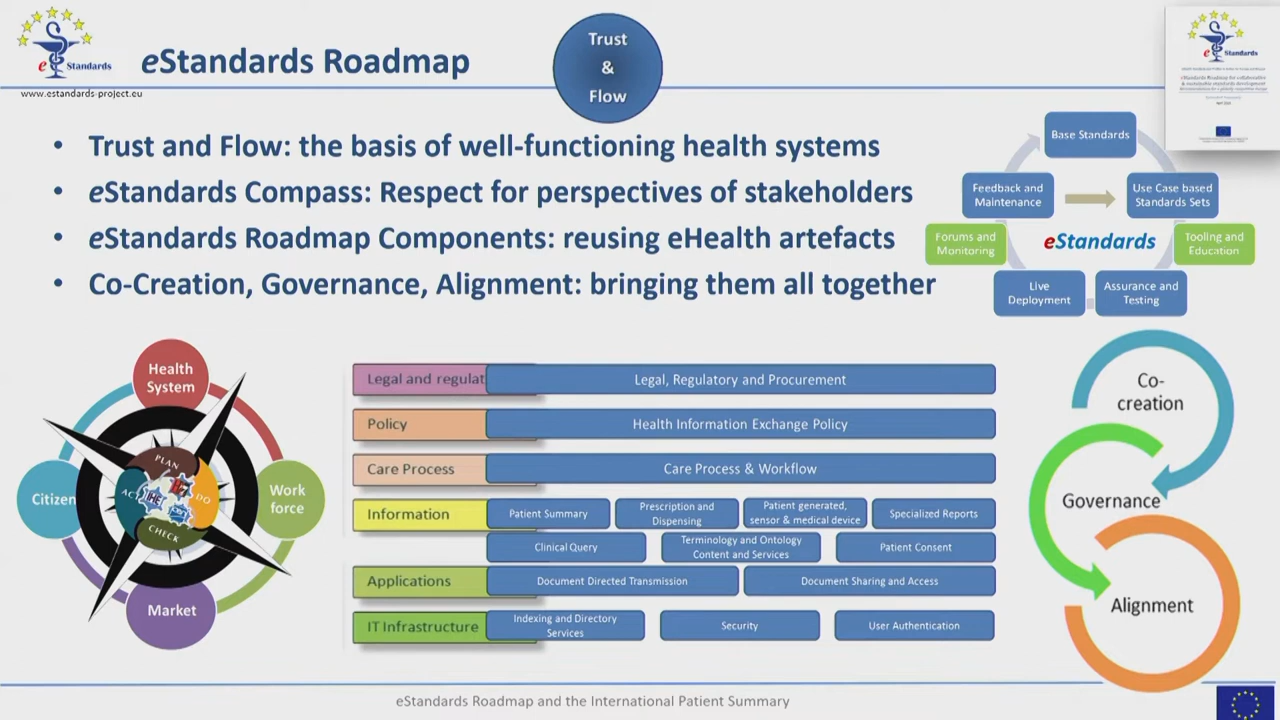 e Standards
eStandards Roadmap
www.estandards-project.eu
Trust
&
Flow
e Standards
• Trust and Flow: the basis of well-functioning health systems
• eStandards Compass: Respect for perspectives of stakeholders
• eStandards Roadmap Components: reusing eHealth artefacts
• Co-Creation, Governance, Alignment: bringing them all together
Base Standards
Feedback and
Maintenance
Use Case based
Standards Sets
Forums and
Monitoring
eStandards
Tooling and
Education
Live
Deployment
Assurance and
Testing
Health
System
Citizen
Work
force
Market
PLAN
DO
CHECK
ACT
IHE
Legal and regulat
Legal, Regulatory and Procurement
Policy
Health Information Exchange Policy
Care Process
Care Process & Workflow
Information
Patient Summary
Prescription and
Dispensing
Patient generated,
sensor & medical device
Specialized Reports
Clinical Query
Terminology and Ontology
Content and Services
Patient Consent
Applications
Document Directed Transmission
Document Sharing and Access
IT Infrastructure
Indexing and Directory
Services
Security
User Authentication
Co-
creation
Governance
Alignment
eStandards Roadmap and the International Patient Summary